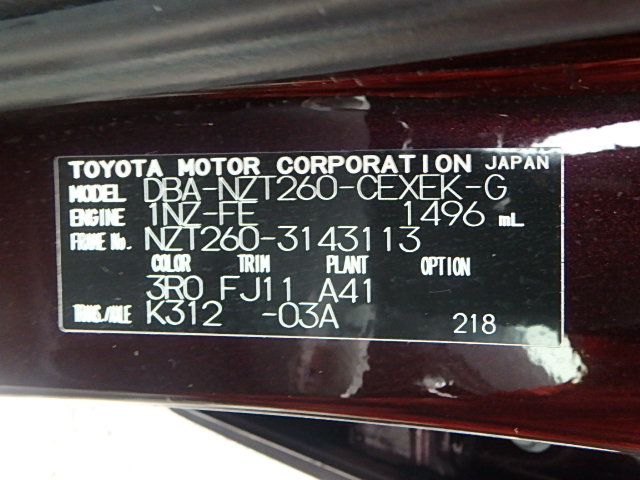 TOYOTA MOTOR CORPORATION JAPAN
MODEL DBA-NZT260-CEXEK-G
ENGINE 1NZ-FE 1496 mL
FRAME No. NZT260-3143113
COLOR TRIM PLANT OPTION
3R0 FJ11 A41
TRANS/AXLE K312 -03A 218